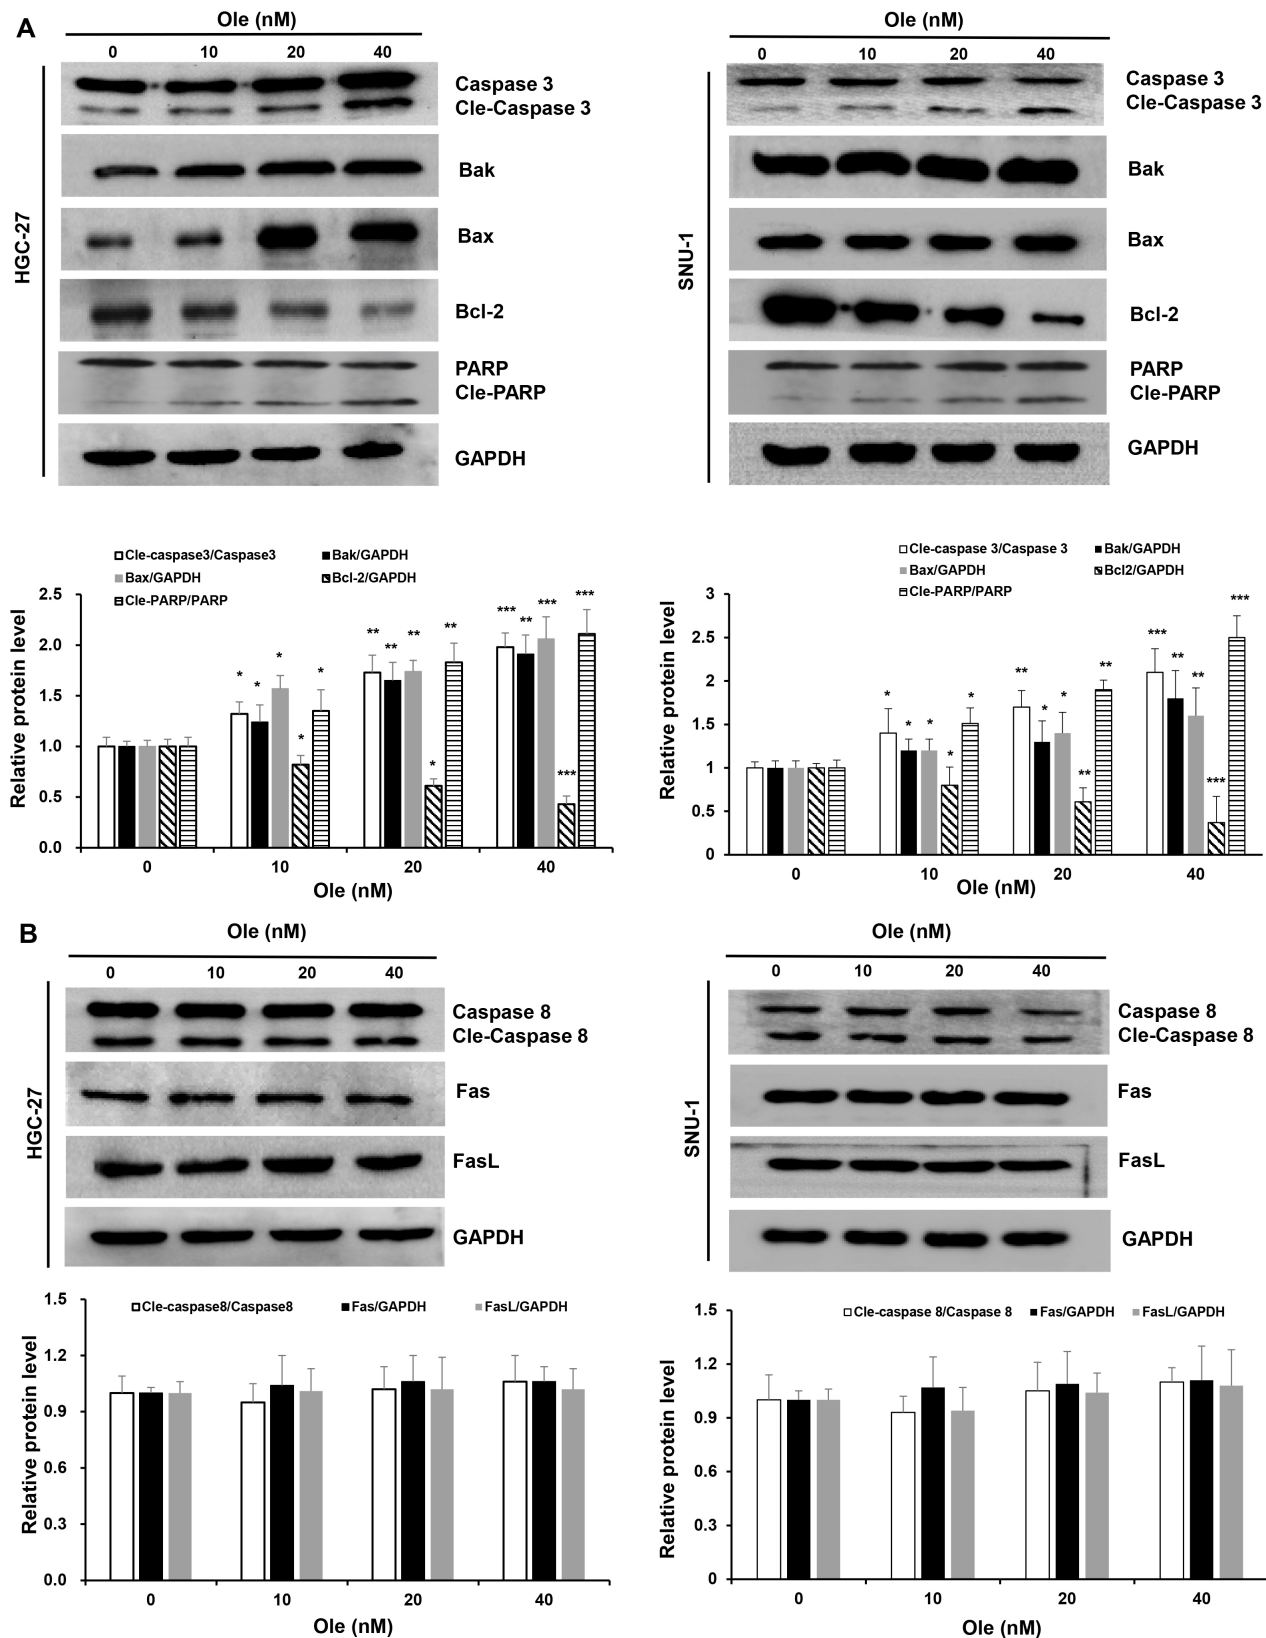 A
Ole (nM)
0 10 20 40
HGC-27
Caspase 3
Cle-Caspase 3
Bak
Bax
Bcl-2
PARP
Cle-PARP
GAPDH
Ole (nM)
0 10 20 40
SNU-1
Caspase 3
Cle-Caspase 3
Bak
Bax
Bcl-2
PARP
Cle-PARP
GAPDH
Cle-caspase3/Caspase3 Bak/GAPDH
Bax/GAPDH Bcl-2/GAPDH
Cle-PARP/PARP
Relative protein level
2.5
2.0
1.5
1.0
0.5
0.0
* * * * *
** ** ** * **
*** ** *** *** ***
0 10 20 40
Ole (nM)
Cle-caspase 3/Caspase 3 Bak/GAPDH
Bax/GAPDH Bcl2/GAPDH
Cle-PARP/PARP
Relative protein level
3
2.5
2
1.5
1
0.5
0
* * * * *
** * * ** **
*** ** ** *** ***
0 10 20 40
Ole (nM)
B
Ole (nM)
0 10 20 40
HGC-27
Caspase 8
Cle-Caspase 8
Fas
FasL
GAPDH
Ole (nM)
0 10 20 40
SNU-1
Caspase 8
Cle-Caspase 8
Fas
FasL
GAPDH
Cle-caspase8/Caspase8 Fas/GAPDH FasL/GAPDH
Relative protein level
1.5
1.2
0.9
0.6
0.3
0.0
0 10 20 40
Ole (nM)
Cle-caspase 8/Caspase 8 Fas/GAPDH FasL/GAPDH
Relative protein level
1.5
1.2
0.9
0.6
0.3
0
0 10 20 40
Ole (nM)